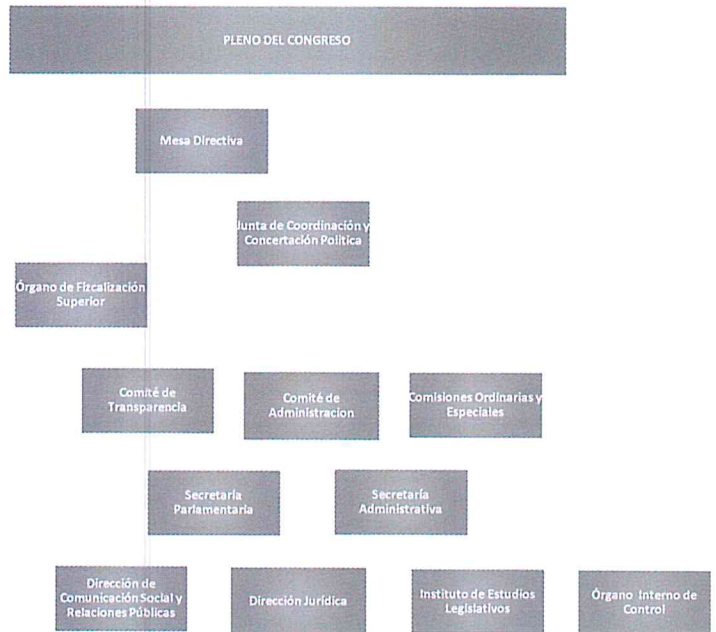 PLENO DEL CONGRESO
Mesa Directiva
Junta de Coordinación y
Concertación Politica
Órgano de Fizcalización
Superior
Comité de
Transparencia
Comité de
Administracion
Comisiones Ordinarias y
Especiales
Secretaría
Parlamentaria
Secretaría
Administrativa
Dirección de
Comunicación Social y
Relaciones Públicas
Dirección Jurídica
Instituto de Estudios
Legislativos
Órgano Interno de
Control